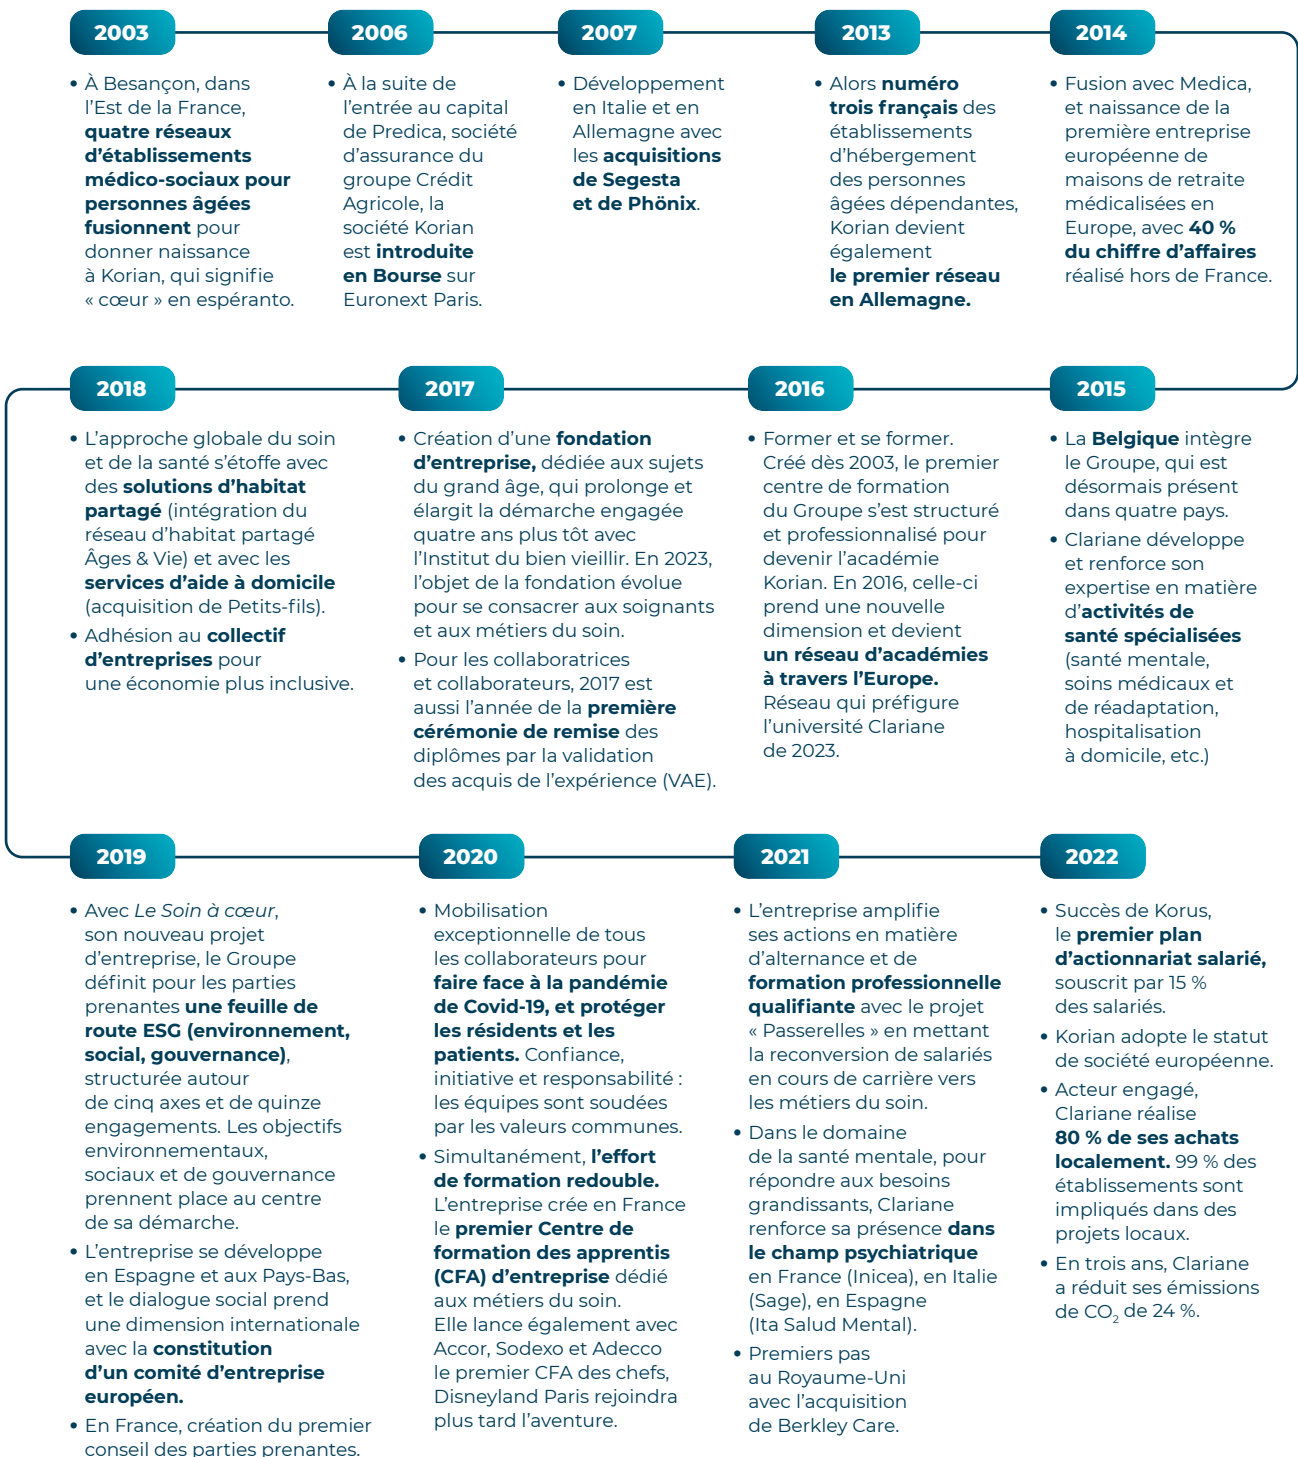 2003
• À Besançon, dans
l’Est de la France,
quatre réseaux
d’établissements
médico-sociaux pour
personnes âgées
fusionnent pour
donner naissance
à Korian, qui signifie
« cœur » en espéranto.
2006
• À la suite de
l’entrée au capital
de Predica, société
d’assurance du
groupe Crédit
Agricole, la
société Korian
est introduite
en Bourse sur
Euronext Paris.
2007
• Développement
en Italie et en
Allemagne avec
les acquisitions
de Segesta
et de Phönix.
2013
• Alors numéro
trois français des
établissements
d’hébergement
des personnes
âgées dépendantes,
Korian devient
également
le premier réseau
en Allemagne.
2014
• Fusion avec Medica,
et naissance de la
première entreprise
européenne de
maisons de retraite
médicalisées en
Europe, avec 40 %
du chiffre d’affaires
réalisé hors de France.
2015
• La Belgique intègre
le Groupe, qui est
désormais présent
dans quatre pays.
• Clariane développe
et renforce son
expertise en matière
d’activités de
santé spécialisées
(santé mentale,
soins médicaux et
de réadaptation,
hospitalisation
à domicile, etc.)
2016
• Former et se former.
Créé dès 2003, le premier
centre de formation
du Groupe s’est structuré
et professionnalisé pour
devenir l’académie
Korian. En 2016, celle-ci
prend une nouvelle
dimension et devient
un réseau d’académies
à travers l’Europe.
Réseau qui préfigure
l’université Clariane
de 2023.
2017
• Création d’une fondation
d’entreprise, dédiée aux sujets
du grand âge, qui prolonge et
élargit la démarche engagée
quatre ans plus tôt avec
l’Institut du bien vieillir. En 2023,
l’objet de la fondation évolue
pour se consacrer aux soignants
et aux métiers du soin.
• Pour les collaboratrices
et collaborateurs, 2017 est
aussi l’année de la première
cérémonie de remise des
diplômes par la validation
des acquis de l’expérience (VAE).
2018
• L’approche globale du soin
et de la santé s’étoffe avec
des solutions d’habitat
partagé (intégration du
réseau d’habitat partagé
Âges & Vie) et avec les
services d’aide à domicile
(acquisition de Petits-fils).
• Adhésion au collectif
d’entreprises pour
une économie plus inclusive.
2019
• Avec Le Soin à cœur,
son nouveau projet
d’entreprise, le Groupe
définit pour les parties
prenantes une feuille de
route ESG (environnement,
social, gouvernance),
structurée autour
de cinq axes et de quinze
engagements. Les objectifs
environnementaux,
sociaux et de gouvernance
prennent place au centre
de sa démarche.
• L’entreprise se développe
en Espagne et aux Pays-Bas,
et le dialogue social prend
une dimension internationale
avec la constitution
d’un comité d’entreprise
européen.
• En France, création du premier
conseil des parties prenantes.
2020
• Mobilisation
exceptionnelle de tous
les collaborateurs pour
faire face à la pandémie
de Covid-19, et protéger
les résidents et les
patients. Confiance,
initiative et responsabilité :
les équipes sont soudées
par les valeurs communes.
• Simultanément, l’effort
de formation redouble.
L’entreprise crée en France
le premier Centre de
formation des apprentis
(CFA) d’entreprise dédié
aux métiers du soin.
Elle lance également avec
Accor, Sodexo et Adecco
le premier CFA des chefs,
Disneyland Paris rejoindra
plus tard l’aventure.
2021
• L’entreprise amplifie
ses actions en matière
d’alternance et de
formation professionnelle
qualifiante avec le projet
« Passerelles » en mettant
la reconversion de salariés
en cours de carrière vers
les métiers du soin.
• Dans le domaine
de la santé mentale, pour
répondre aux besoins
grandissants, Clariane
renforce sa présence dans
le champ psychiatrique
en France (Inicea), en Italie
(Sage), en Espagne
(Ita Salud Mental).
• Premiers pas
au Royaume-Uni
avec l’acquisition
de Berkley Care.
2022
• Succès de Korus,
le premier plan
d’actionnariat salarié,
souscrit par 15 %
des salariés.
• Korian adopte le statut
de société européenne.
• Acteur engagé,
Clariane réalise
80 % de ses achats
localement. 99 % des
établissements sont
impliqués dans des
projets locaux.
• En trois ans, Clariane
a réduit ses émissions
de CO₂ de 24 %.